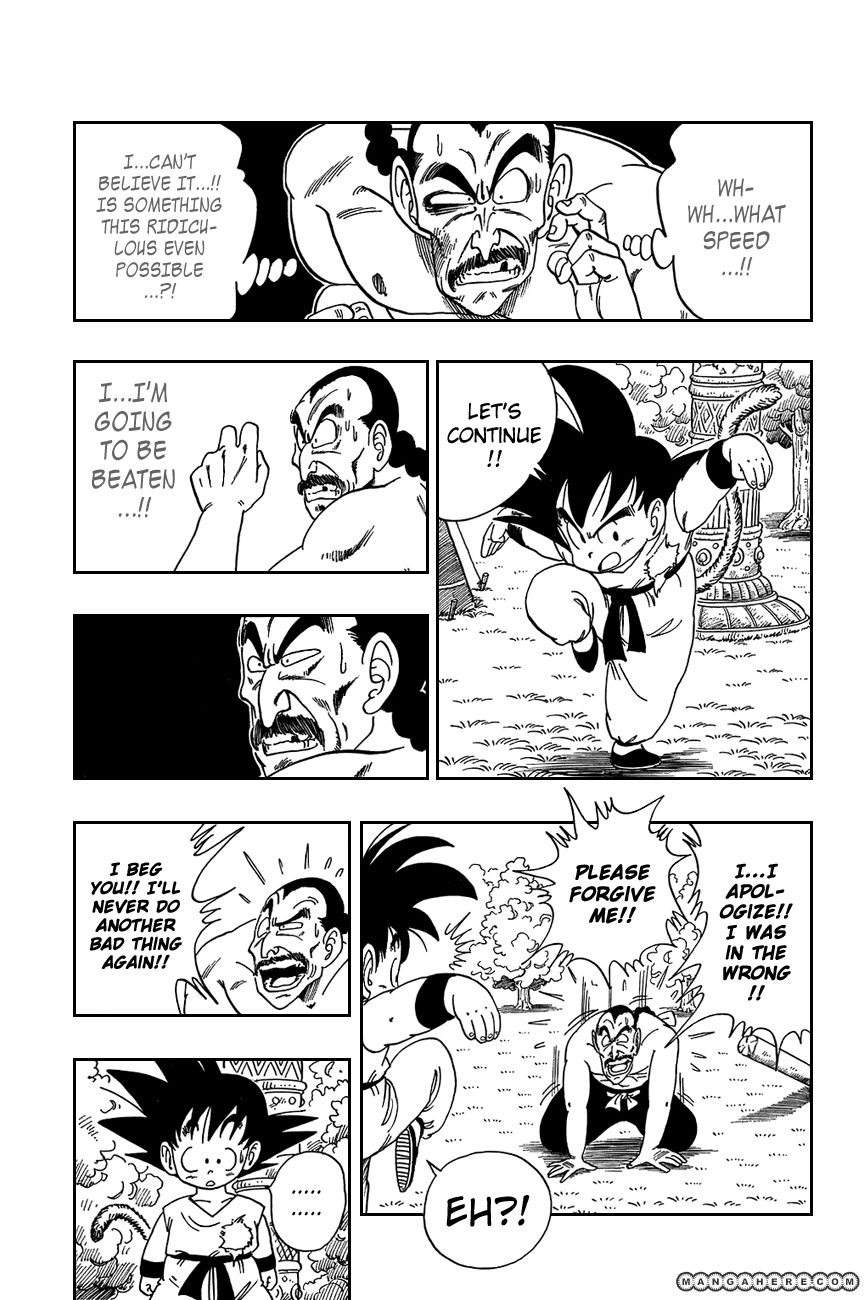 WH-
WH...WHAT
SPEED
...!!
I...CAN'T
BELIEVE IT...!!
IS SOMETHING
THIS RIDICU-
LOUS EVEN
POSSIBLE
...?!
LET'S
CONTINUE
!!
I...I'M
GOING
TO BE
BEATEN
...!!
I...I
APOL-
OGIZE!!
I WAS
IN THE
WRONG
!!
PLEASE
FORGIVE
ME!!
EH?!
I BEG
YOU!! I'LL
NEVER DO
ANOTHER
BAD THING
AGAIN!!
.....
.....
MANGAHERE.COM